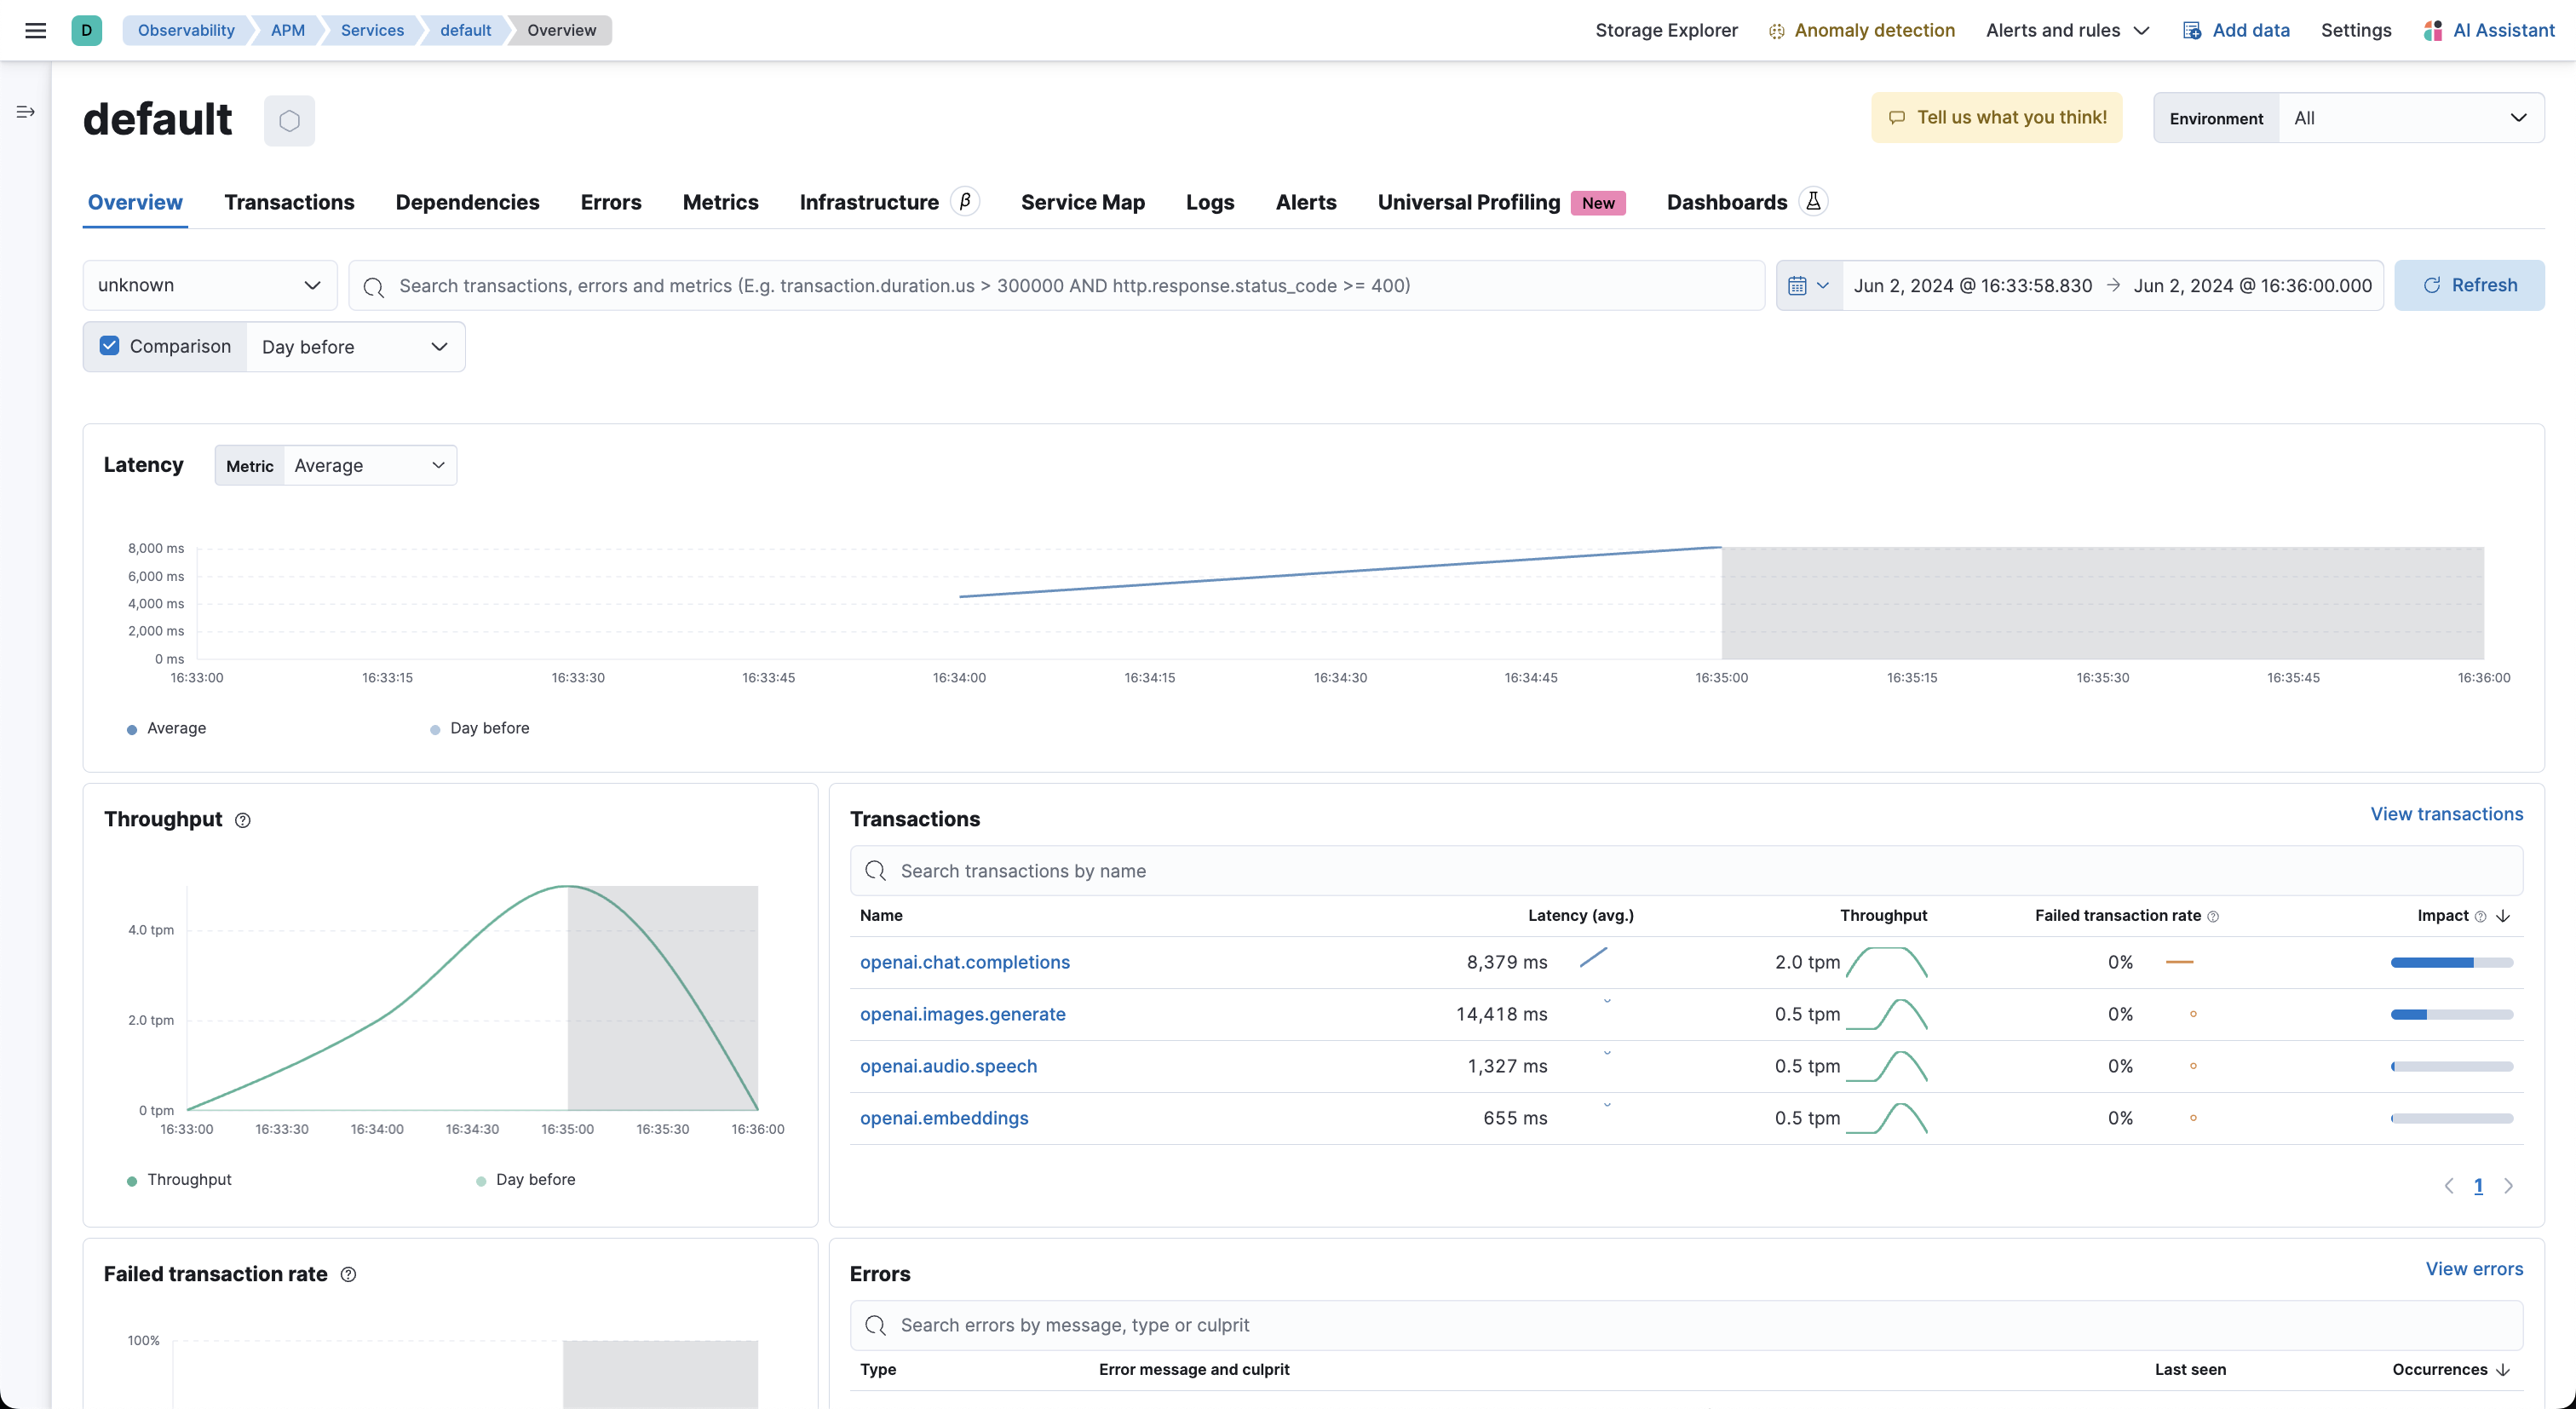 D Observability APM Services default Overview Storage Explorer Anomaly detection Alerts and rules Add data Settings AI Assistant
default Tell us what you think! Environment All
Overview Transactions Dependencies Errors Metrics Infrastructure β Service Map Logs Alerts Universal Profiling New Dashboards
unknown Search transactions, errors and metrics (E.g. transaction.duration.us > 300000 AND http.response.status_code >= 400) Jun 2, 2024 @ 16:33:58.830 → Jun 2, 2024 @ 16:36:00.000 Refresh
Comparison Day before
Latency Metric Average
8,000 ms
6,000 ms
4,000 ms
2,000 ms
0 ms
16:33:00 16:33:15 16:33:30 16:33:45 16:34:00 16:34:15 16:34:30 16:34:45 16:35:00 16:35:15 16:35:30 16:35:45 16:36:00
Average Day before
Throughput
4.0 tpm
2.0 tpm
0 tpm
16:33:00 16:33:30 16:34:00 16:34:30 16:35:00 16:35:30 16:36:00
Throughput Day before
Transactions View transactions
Search transactions by name
Name Latency (avg.) Throughput Failed transaction rate Impact
openai.chat.completions 8,379 ms 2.0 tpm 0%
openai.images.generate 14,418 ms 0.5 tpm 0%
openai.audio.speech 1,327 ms 0.5 tpm 0%
openai.embeddings 655 ms 0.5 tpm 0%
1
Failed transaction rate
100%
Errors View errors
Search errors by message, type or culprit
Type Error message and culprit Last seen Occurrences